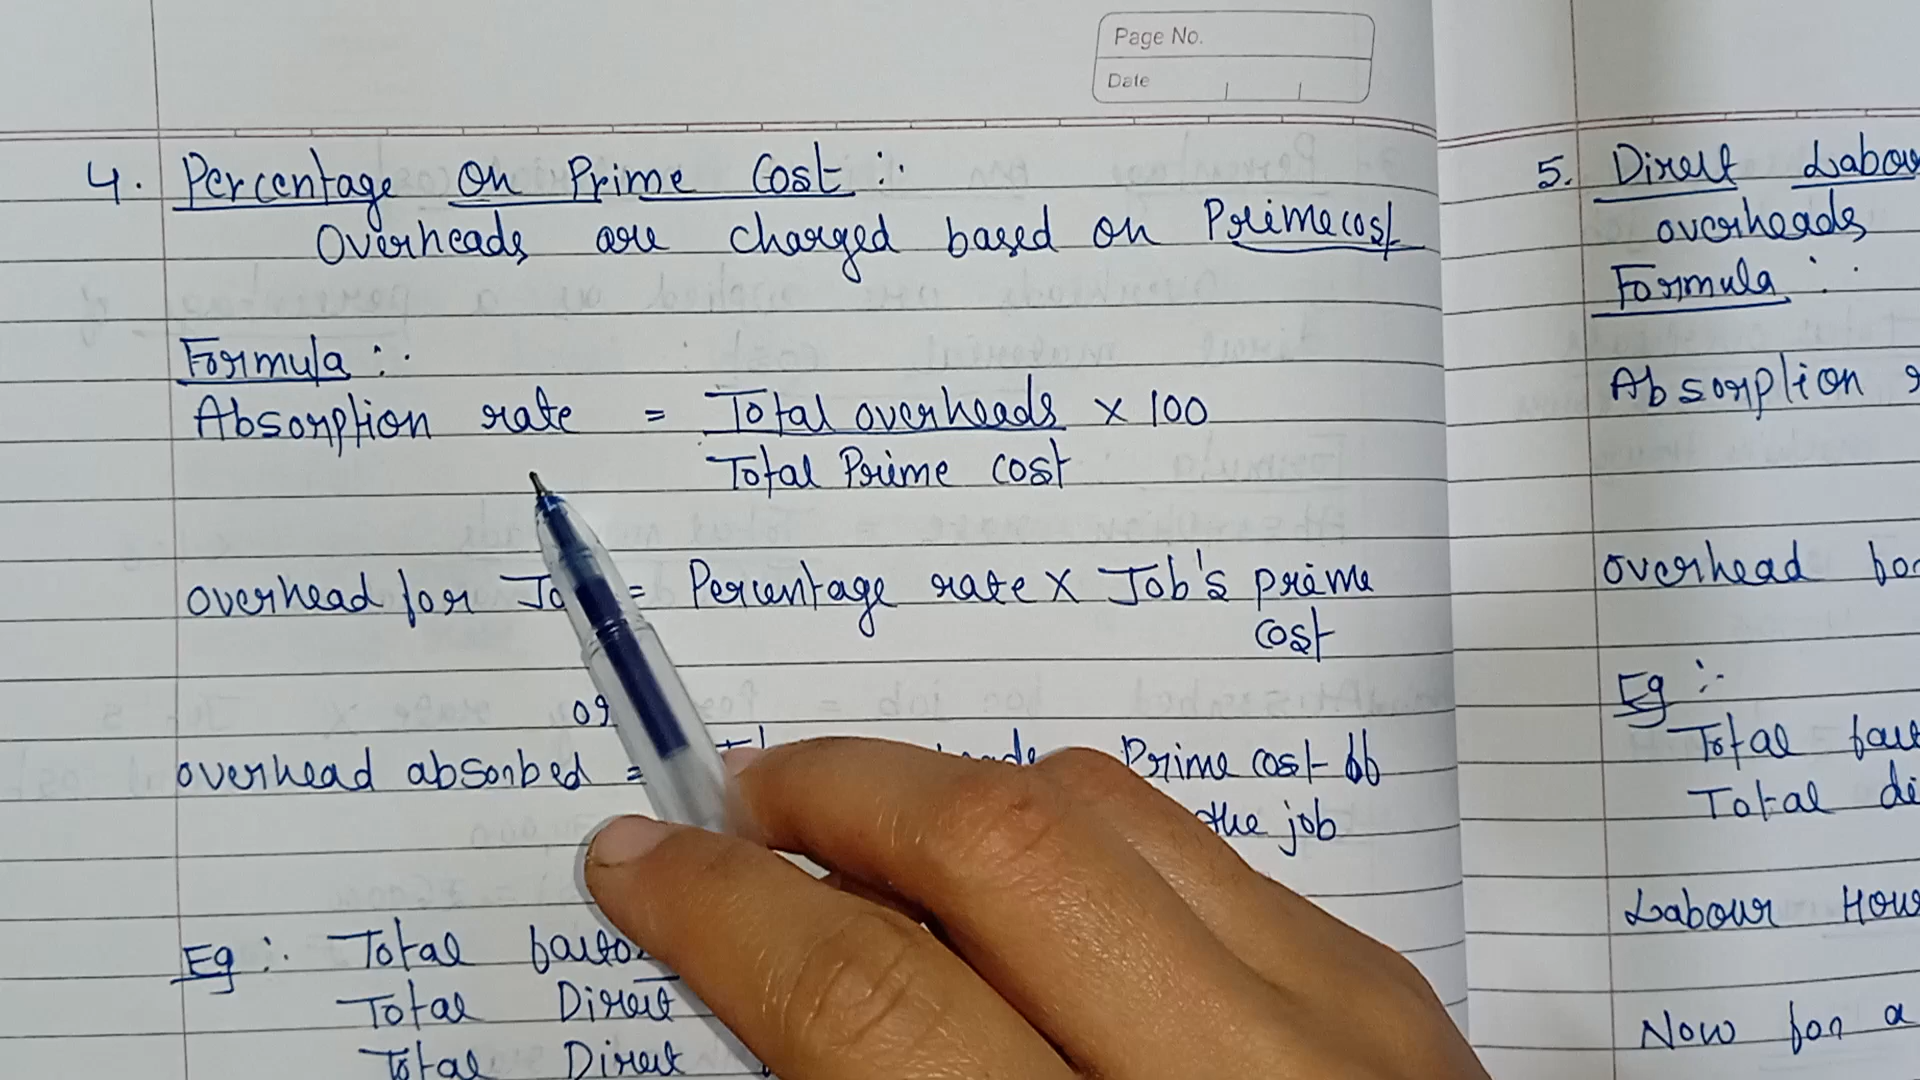 Page No.
Date
4. Percentage on Prime Cost :.
Overheads are charged based on Primecost
Formula :.
Absorption rate = Total overheads × 100
Total Prime cost
overhead for = Percentage rate × Job's prime
cost
or
overhead absorbed = Prime cost of
the job
Eg :. Total
Total Direct
Total Direct
5. Direct Labou
overheads
Formula :.
Absorption r
overhead for
Eg :.
Total
Total di
Labour Hou
Now for a